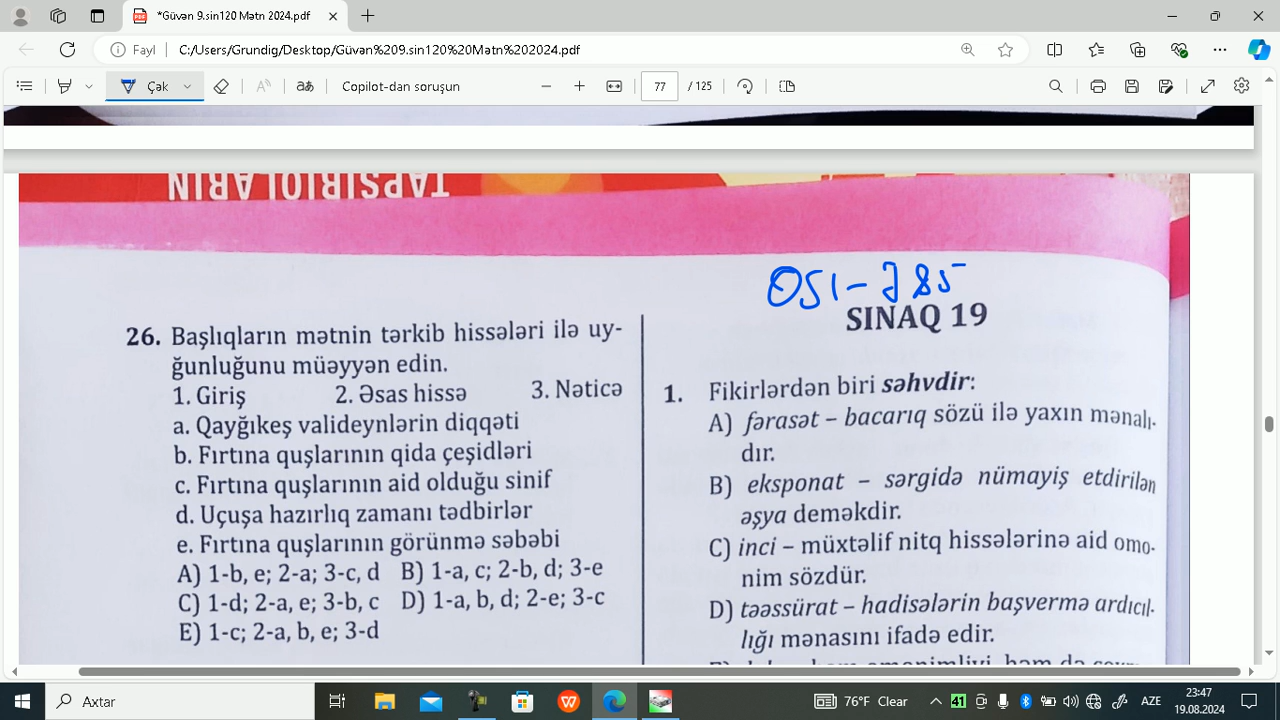 *Güvən 9.sin120 Mətn 2024.pdf
Fayl
C:/Users/Grundig/Desktop/Güvən%209.sin120%20Mətn%202024.pdf
Çək
Copilot-dan soruşun
77 / 125
TAPŞIRIQLARIN
26. Başlıqların mətnin tərkib hissələri ilə uy-
ğunluğunu müəyyən edin.
1. Giriş 2. Əsas hissə 3. Nəticə
a. Qayğıkeş valideynlərin diqqəti
b. Fırtına quşlarının qida çeşidləri
c. Fırtına quşlarının aid olduğu sinif
d. Uçuşa hazırlıq zamanı tədbirlər
e. Fırtına quşlarının görünmə səbəbi
A) 1-b, e; 2-a; 3-c, d B) 1-a, c; 2-b, d; 3-e
C) 1-d; 2-a, e; 3-b, c D) 1-a, b, d; 2-e; 3-c
E) 1-c; 2-a, b, e; 3-d
051-785
SINAQ 19
1. Fikirlərdən biri səhvdir:
A) fərasət – bacarıq sözü ilə yaxın mənalı-
dır.
B) eksponat – sərgidə nümayiş etdirilən
əşya deməkdir.
C) inci – müxtəlif nitq hissələrinə aid omo-
nim sözdür.
D) təəssürat – hadisələrin başvermə ardıcıl-
lığı mənasını ifadə edir.
Axtar
76°F Clear
41
AZE
23:47
19.08.2024